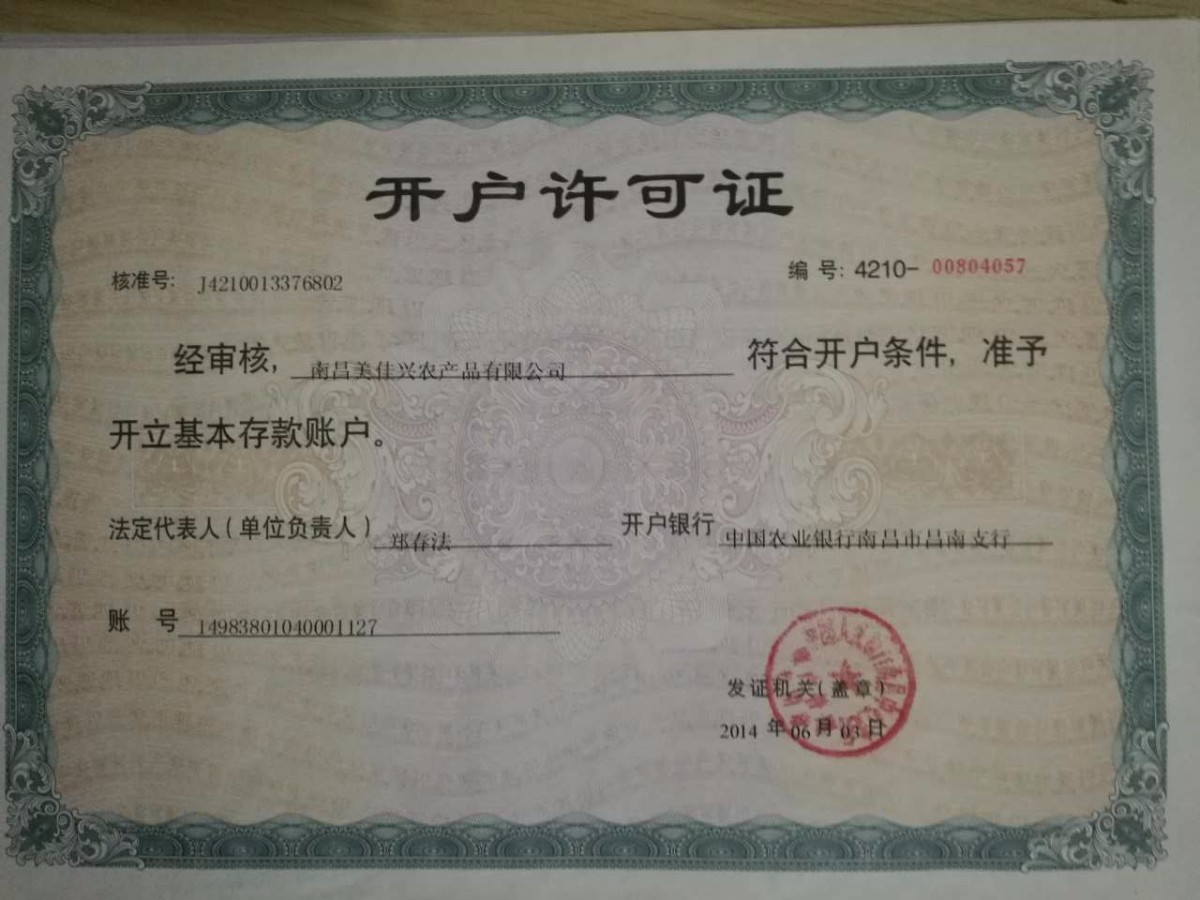 开户许可证
核准号: J4210013376802 编 号: 4210- 00804057
经审核, 南昌美佳兴农产品有限公司 符合开户条件, 准予
开立基本存款账户。
法定代表人(单位负责人) 郑存法 开户银行 中国农业银行南昌市昌南支行
账 号 14983801040001127
发证机关(盖章)
2014 年 06 月 03 日